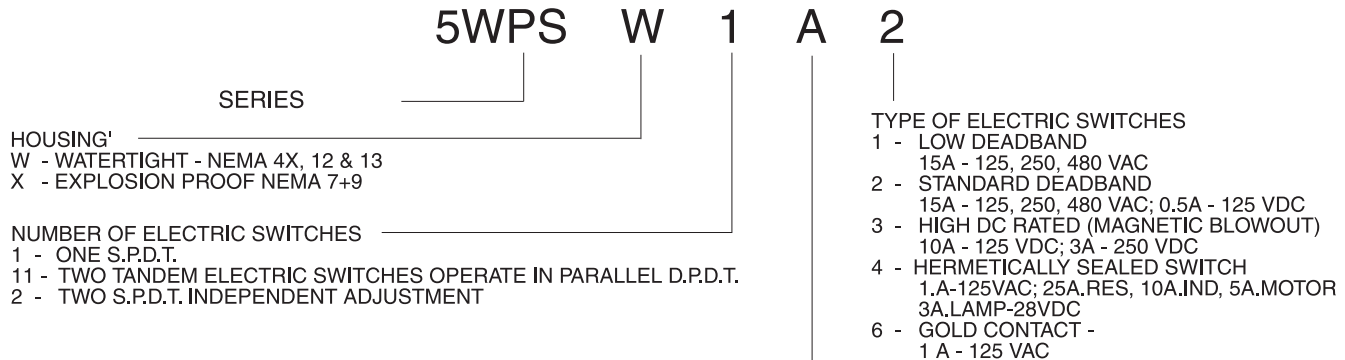 5WPS W 1 A 2
SERIES
HOUSING'
W - WATERTIGHT - NEMA 4X, 12 & 13
X - EXPLOSION PROOF NEMA 7+9
NUMBER OF ELECTRIC SWITCHES
1 - ONE S.P.D.T.
11 - TWO TANDEM ELECTRIC SWITCHES OPERATE IN PARALLEL D.P.D.T.
2 - TWO S.P.D.T. INDEPENDENT ADJUSTMENT
TYPE OF ELECTRIC SWITCHES
1 - LOW DEADBAND
15A - 125, 250, 480 VAC
2 - STANDARD DEADBAND
15A - 125, 250, 480 VAC; 0.5A - 125 VDC
3 - HIGH DC RATED (MAGNETIC BLOWOUT)
10A - 125 VDC; 3A - 250 VDC
4 - HERMETICALLY SEALED SWITCH
1.A-125VAC; 25A.RES, 10A.IND, 5A.MOTOR
3A.LAMP-28VDC
6 - GOLD CONTACT -
1 A - 125 VAC